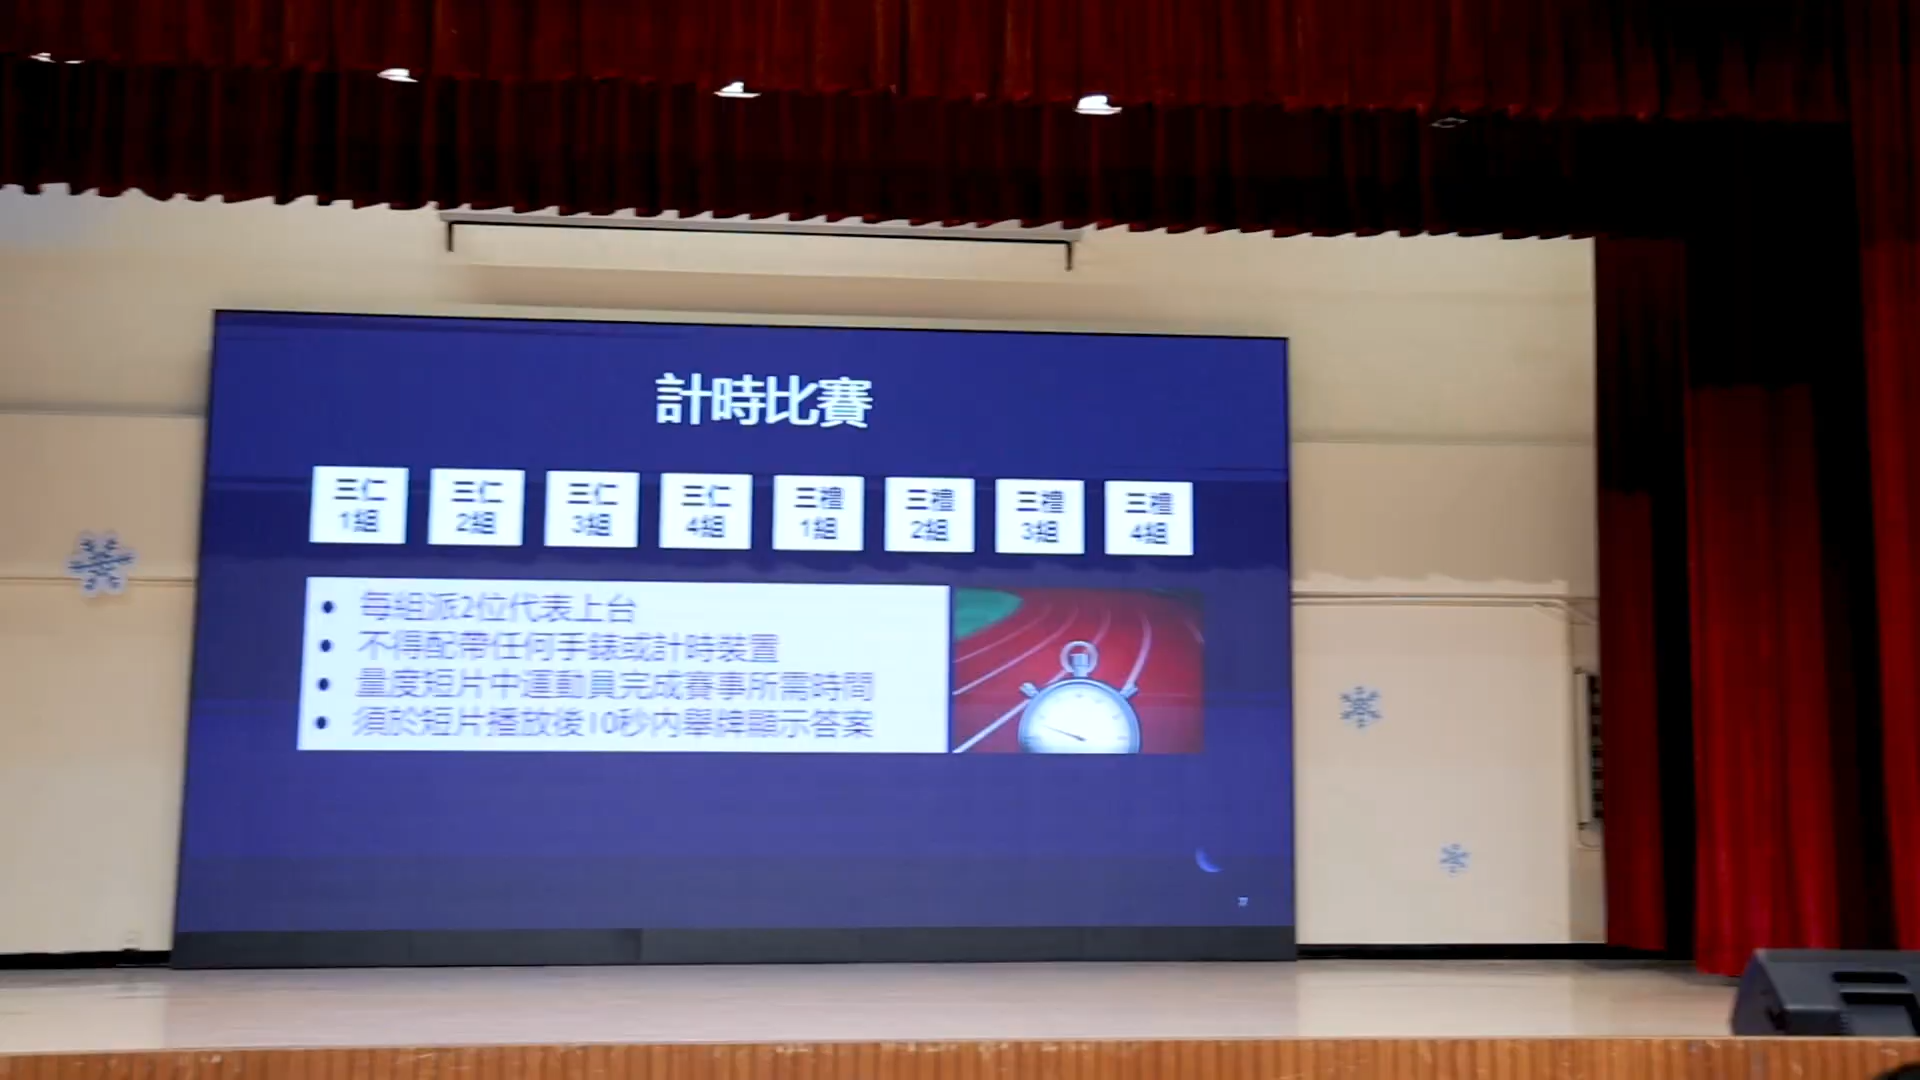 計時比賽
三仁 三仁 三仁 三仁 三禮 三禮 三禮 三禮
1組 2組 3組 4組 1組 2組 3組 4組
• 每組派2位代表上台
• 不得配帶任何手錶或計時裝置
• 量度短片中運動員完成賽事所需時間
• 須於短片播放後10秒內舉牌顯示答案